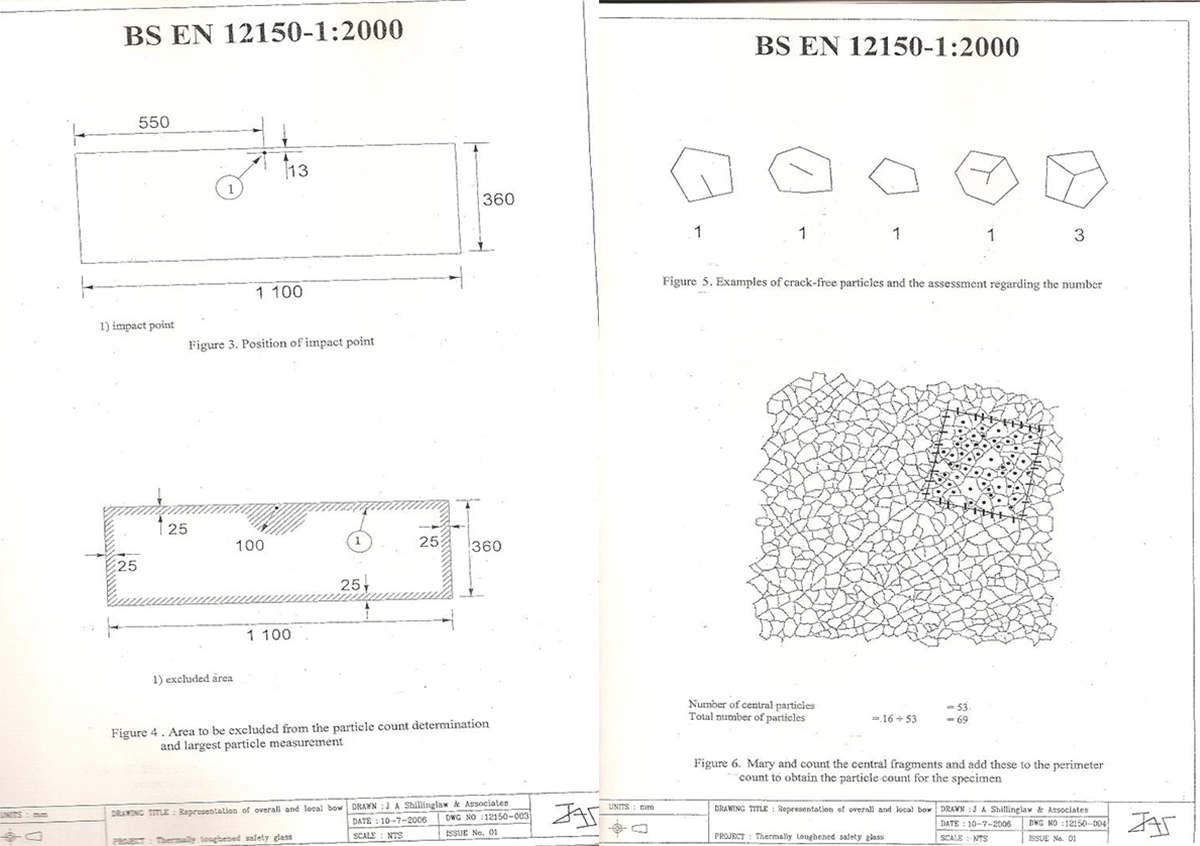 BS EN 12150-1:2000
550
13
1
360
1 100
1) impact point
Figure 3. Position of impact point
25
100
1
25
360
25
25
1 100
1) excluded area
Figure 4 . Area to be excluded from the particle count determination
and largest particle measurement
UNITS : mm
DRAWING TITLE : Representation of overall and local bow
DRAWN : J A Shillinglaw & Associates
DATE : 10-7-2006
DWG NO :12150-003
PROJECT : Thermally toughened safety glass
SCALE : NTS
ISSUE No. 01
JAS
BS EN 12150-1:2000
1 1 1 1 3
Figure 5. Examples of crack-free particles and the assessment regarding the number
Number of central particles = 53
Total number of particles = 16 ÷ 53 = 69
Figure 6. Mary and count the central fragments and add these to the perimeter
count to obtain the particle count for the specimen
UNITS : mm
DRAWING TITLE : Representation of overall and local bow
DRAWN : J A Shillinglaw & Associates
DATE : 10-7-2006
DWG NO :12150-004
PROJECT : Thermally toughened safety glass
SCALE : NTS
ISSUE No. 01
JAS